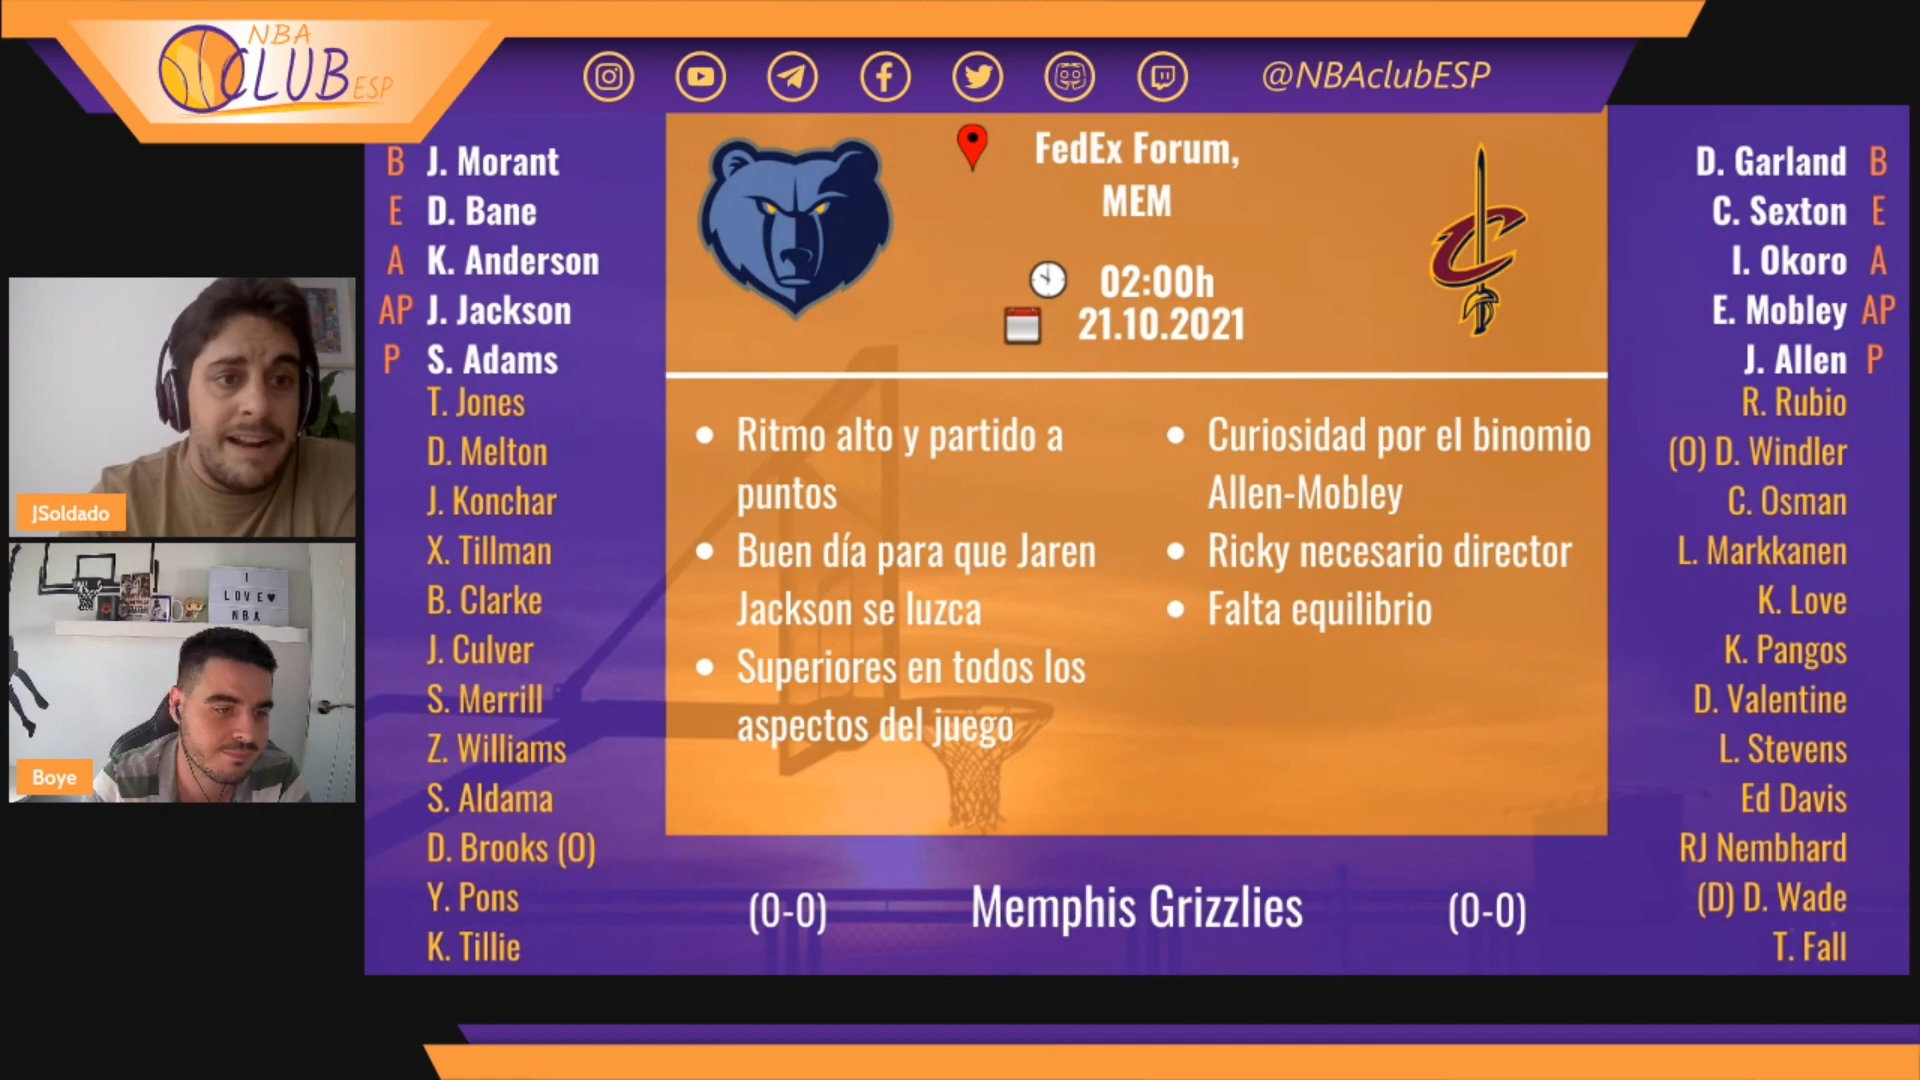 NBA
CLUB ESP
@NBAclubESP
B J. Morant
E D. Bane
A K. Anderson
AP J. Jackson
P S. Adams
T. Jones
D. Melton
J. Konchar
X. Tillman
B. Clarke
J. Culver
S. Merrill
Z. Williams
S. Aldama
D. Brooks (O)
Y. Pons
K. Tillie
FedEx Forum,
MEM
02:00h
21.10.2021
• Ritmo alto y partido a
puntos
• Buen día para que Jaren
Jackson se luzca
• Superiores en todos los
aspectos del juego
• Curiosidad por el binomio
Allen-Mobley
• Ricky necesario director
• Falta equilibrio
(0-0) Memphis Grizzlies (0-0)
D. Garland B
C. Sexton E
I. Okoro A
E. Mobley AP
J. Allen P
R. Rubio
(O) D. Windler
C. Osman
L. Markkanen
K. Love
K. Pangos
D. Valentine
L. Stevens
Ed Davis
RJ Nembhard
(D) D. Wade
T. Fall
JSoldado
I
LOVE♥
NBA
Boye